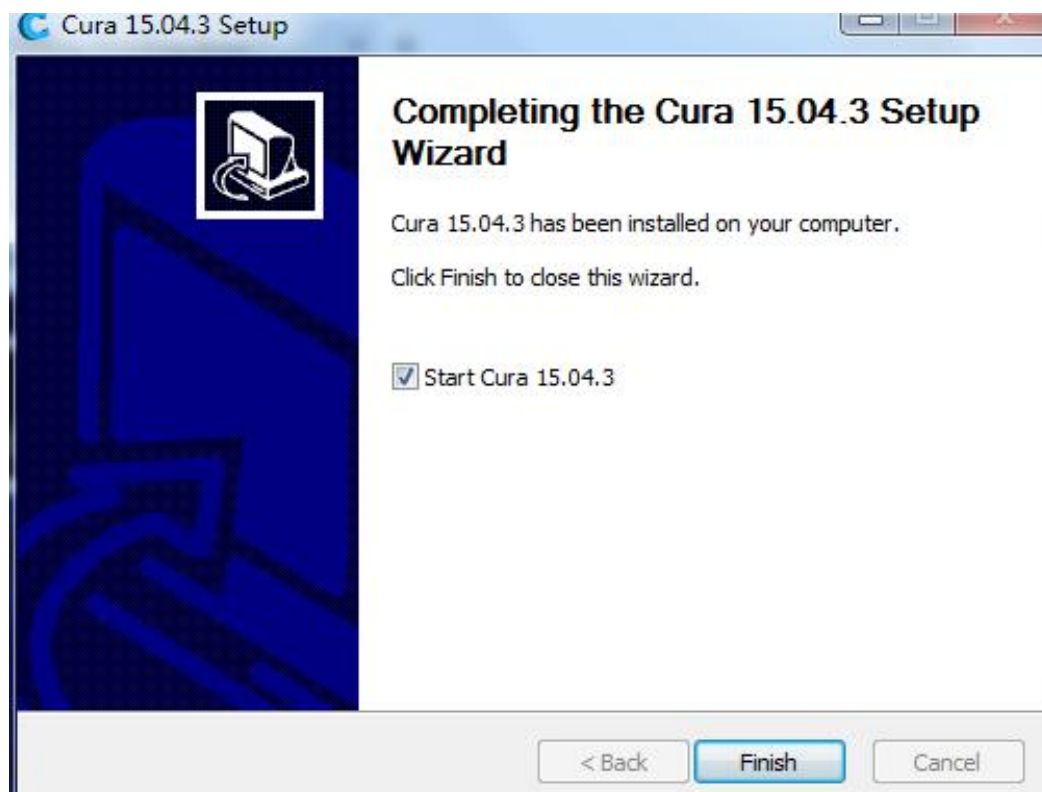 Cura 15.04.3 Setup
Completing the Cura 15.04.3 Setup
Wizard
Cura 15.04.3 has been installed on your computer.
Click Finish to close this wizard.
Start Cura 15.04.3
< Back Finish Cancel